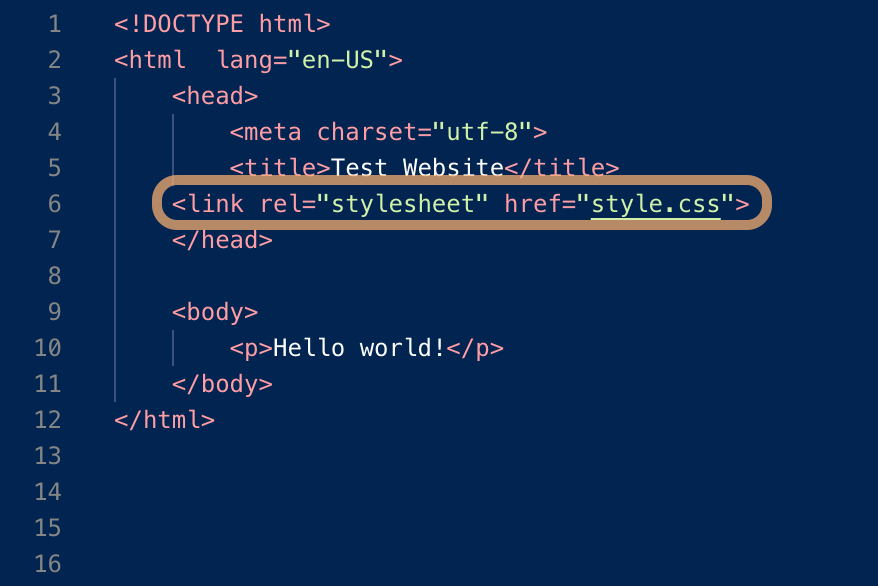 1 <!DOCTYPE html>
2 <html  lang="en-US">
3 <head>
4 <meta charset="utf-8">
5 <title>Test Website</title>
6 <link rel="stylesheet" href="style.css">
7 </head>
8
9 <body>
10 <p>Hello world!</p>
11 </body>
12 </html>
13
14
15
16